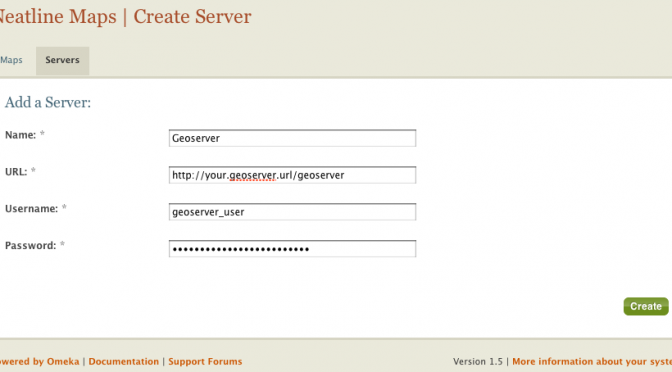 Neatline Maps | Create Server
Maps
Servers
Add a Server:
Name: *
Geoserver
URL: *
http://your.geoserver.url/geoserver
Username: *
geoserver_user
Password: *
•••••••••••••••••••••••••
Create
Powered by Omeka | Documentation | Support Forums
Version 1.5 | More information about your syste